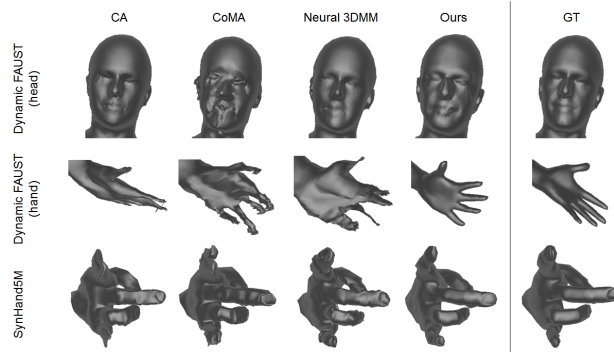 CA CoMA Neural 3DMM Ours GT
Dynamic FAUST
(head)
Dynamic FAUST
(hand)
SynHand5M